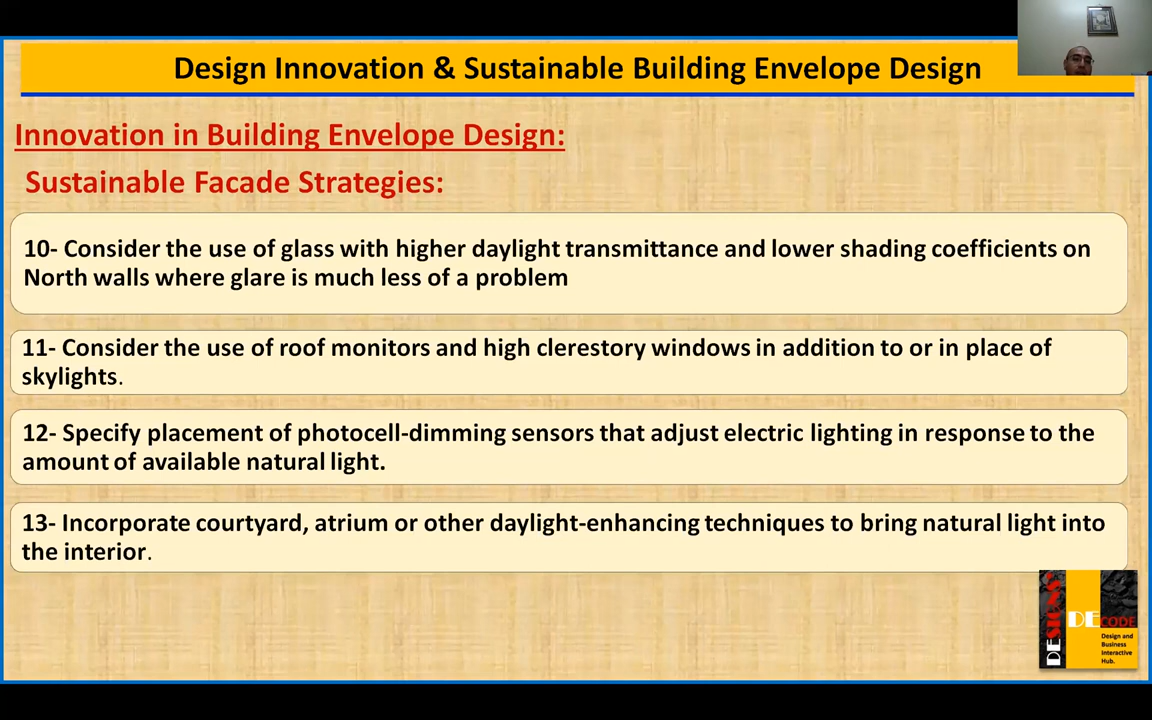 Design Innovation & Sustainable Building Envelope Design
Innovation in Building Envelope Design:
Sustainable Facade Strategies:
10- Consider the use of glass with higher daylight transmittance and lower shading coefficients on
North walls where glare is much less of a problem
11- Consider the use of roof monitors and high clerestory windows in addition to or in place of
skylights.
12- Specify placement of photocell-dimming sensors that adjust electric lighting in response to the
amount of available natural light.
13- Incorporate courtyard, atrium or other daylight-enhancing techniques to bring natural light into
the interior.
DESIGNS
DECODE
Design and
Business
Interactive
Hub.